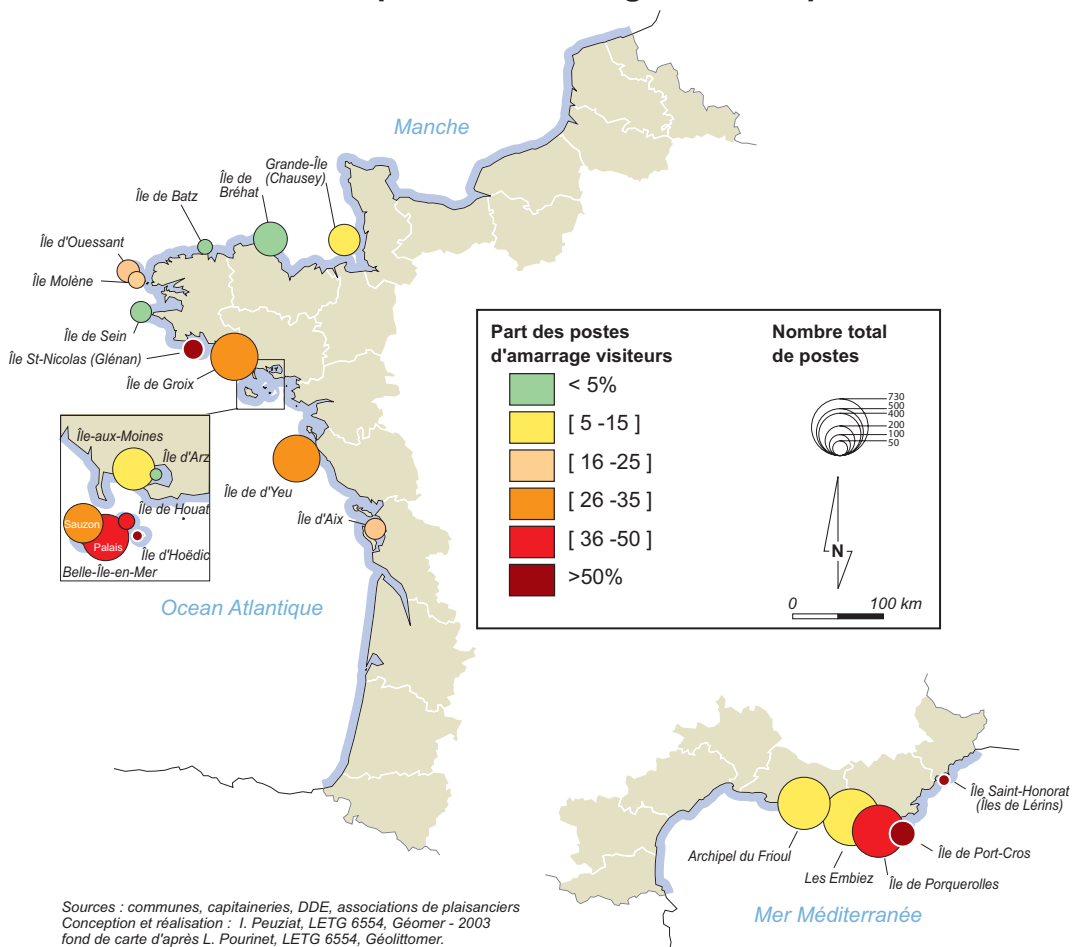 Manche
Grande-Île
(Chausey)
Île de
Bréhat
Île de Batz
Île d'Ouessant
Île Molène
Île de Sein
Île St-Nicolas (Glénan)
Île de Groix
Île-aux-Moines
Île d'Arz
Île de Houat
Sauzon
Palais
Île d'Hoëdic
Belle-Île-en-Mer
Île de d'Yeu
Île d'Aix
Ocean Atlantique
Part des postes
d'amarrage visiteurs
< 5%
[ 5 -15 ]
[ 16 -25 ]
[ 26 -35 ]
[ 36 -50 ]
>50%
Nombre total
de postes
730
500
400
200
100
50
N
0 100 km
Île Saint-Honorat
(Îles de Lérins)
Île de Port-Cros
Archipel du Frioul
Les Embiez
Île de Porquerolles
Mer Méditerranée
Sources : communes, capitaineries, DDE, associations de plaisanciers
Conception et réalisation : I. Peuziat, LETG 6554, Géomer - 2003
fond de carte d'après L. Pourinet, LETG 6554, Géolittomer.